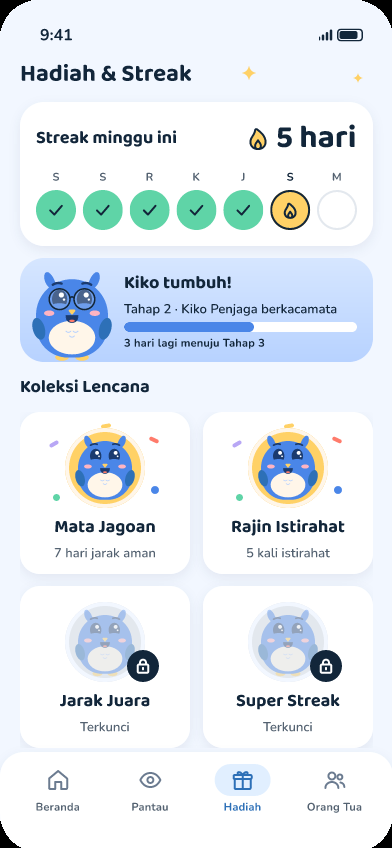 9:41
Hadiah & Streak
Streak minggu ini
5 hari
S S R K J S M
Kiko tumbuh!
Tahap 2 · Kiko Penjaga berkacamata
3 hari lagi menuju Tahap 3
Koleksi Lencana
Mata Jagoan
7 hari jarak aman
Rajin Istirahat
5 kali istirahat
Jarak Juara
Terkunci
Super Streak
Terkunci
Beranda Pantau Hadiah Orang Tua